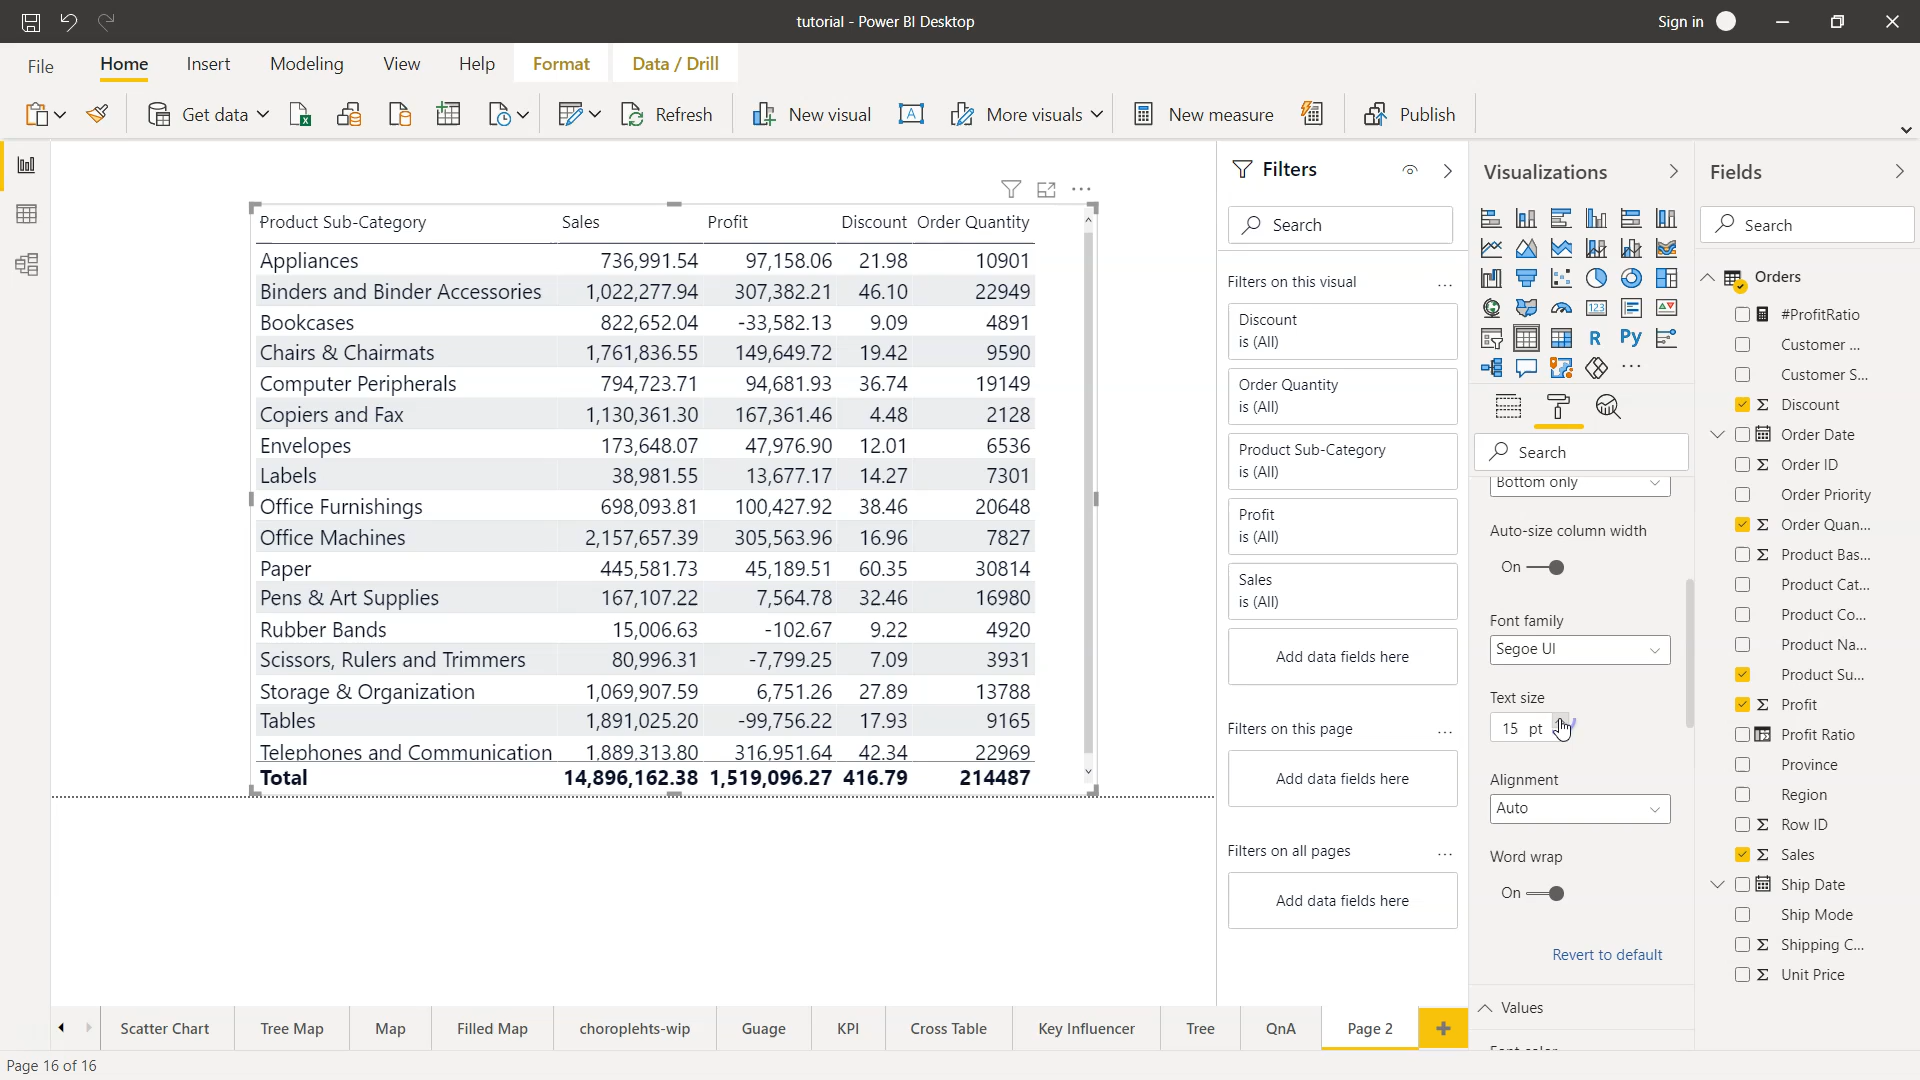 tutorial - Power BI Desktop
Sign in
File
Home
Insert
Modeling
View
Help
Format
Data / Drill
Get data
Refresh
New visual
More visuals
New measure
Publish
Product Sub-Category Sales Profit Discount Order Quantity
Appliances 736,991.54 97,158.06 21.98 10901
Binders and Binder Accessories 1,022,277.94 307,382.21 46.10 22949
Bookcases 822,652.04 -33,582.13 9.09 4891
Chairs & Chairmats 1,761,836.55 149,649.72 19.42 9590
Computer Peripherals 794,723.71 94,681.93 36.74 19149
Copiers and Fax 1,130,361.30 167,361.46 4.48 2128
Envelopes 173,648.07 47,976.90 12.01 6536
Labels 38,981.55 13,677.17 14.27 7301
Office Furnishings 698,093.81 100,427.92 38.46 20648
Office Machines 2,157,657.39 305,563.96 16.96 7827
Paper 445,581.73 45,189.51 60.35 30814
Pens & Art Supplies 167,107.22 7,564.78 32.46 16980
Rubber Bands 15,006.63 -102.67 9.22 4920
Scissors, Rulers and Trimmers 80,996.31 -7,799.25 7.09 3931
Storage & Organization 1,069,907.59 6,751.26 27.89 13788
Tables 1,891,025.20 -99,756.22 17.93 9165
Telephones and Communication 1,889,313.80 316,951.64 42.34 22969
Total 14,896,162.38 1,519,096.27 416.79 214487
Filters
Search
Filters on this visual ...
Discount
is (All)
Order Quantity
is (All)
Product Sub-Category
is (All)
Profit
is (All)
Sales
is (All)
Add data fields here
Filters on this page ...
Add data fields here
Filters on all pages ...
Add data fields here
Visualizations
123
R
Py
Search
Bottom only
Auto-size column width
On
Font family
Segoe UI
Text size
15 pt
Alignment
Auto
Word wrap
On
Revert to default
Values
Fields
Search
Orders
#ProfitRatio
Customer ...
Customer S...
Σ Discount
Order Date
Σ Order ID
Order Priority
Σ Order Quan...
Σ Product Bas...
Product Cat...
Product Co...
Product Na...
Product Su...
Σ Profit
Profit Ratio
Province
Region
Σ Row ID
Σ Sales
Ship Date
Ship Mode
Σ Shipping C...
Σ Unit Price
Scatter Chart
Tree Map
Map
Filled Map
choroplehts-wip
Guage
KPI
Cross Table
Key Influencer
Tree
QnA
Page 2
Page 16 of 16